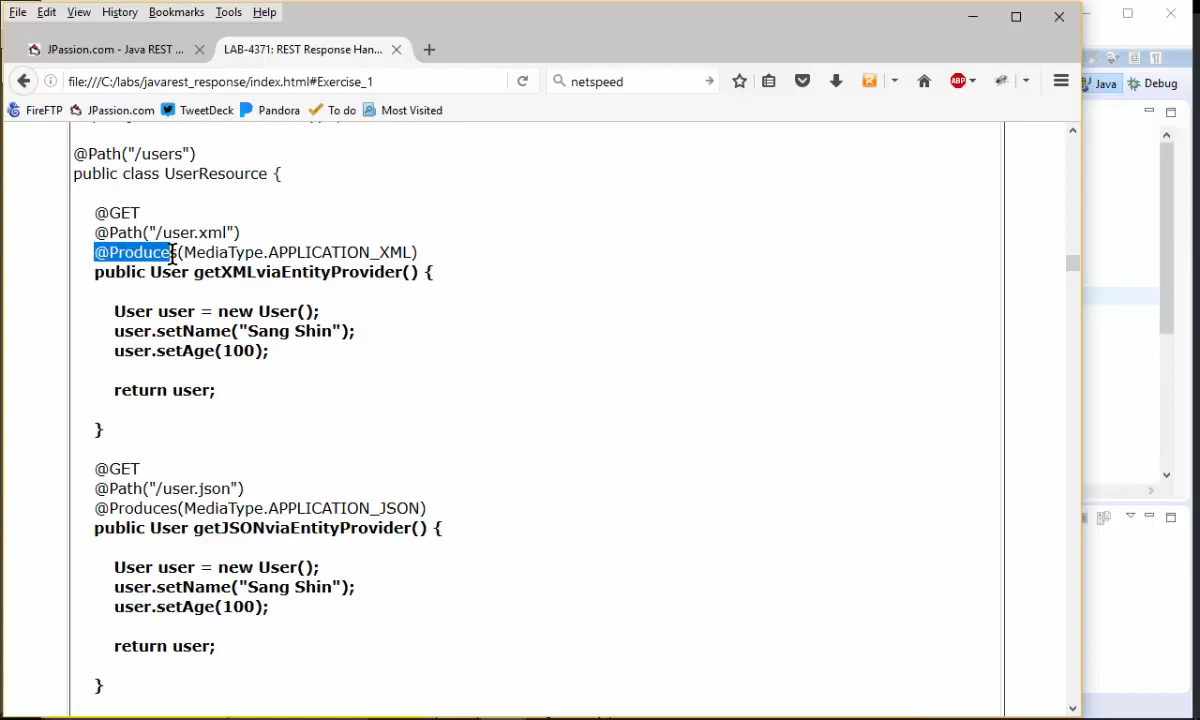 File Edit View History Bookmarks Tools Help
JPassion.com - Java REST ... LAB-4371: REST Response Han...
file:///C:/labs/javarest_response/index.html#Exercise_1 netspeed
ABP
FireFTP JPassion.com TweetDeck Pandora To do Most Visited
Java Debug
@Path("/users")
public class UserResource {
@GET
@Path("/user.xml")
@Produces(MediaType.APPLICATION_XML)
public User getXMLviaEntityProvider() {
User user = new User();
user.setName("Sang Shin");
user.setAge(100);
return user;
}
@GET
@Path("/user.json")
@Produces(MediaType.APPLICATION_JSON)
public User getJSONviaEntityProvider() {
User user = new User();
user.setName("Sang Shin");
user.setAge(100);
return user;
}